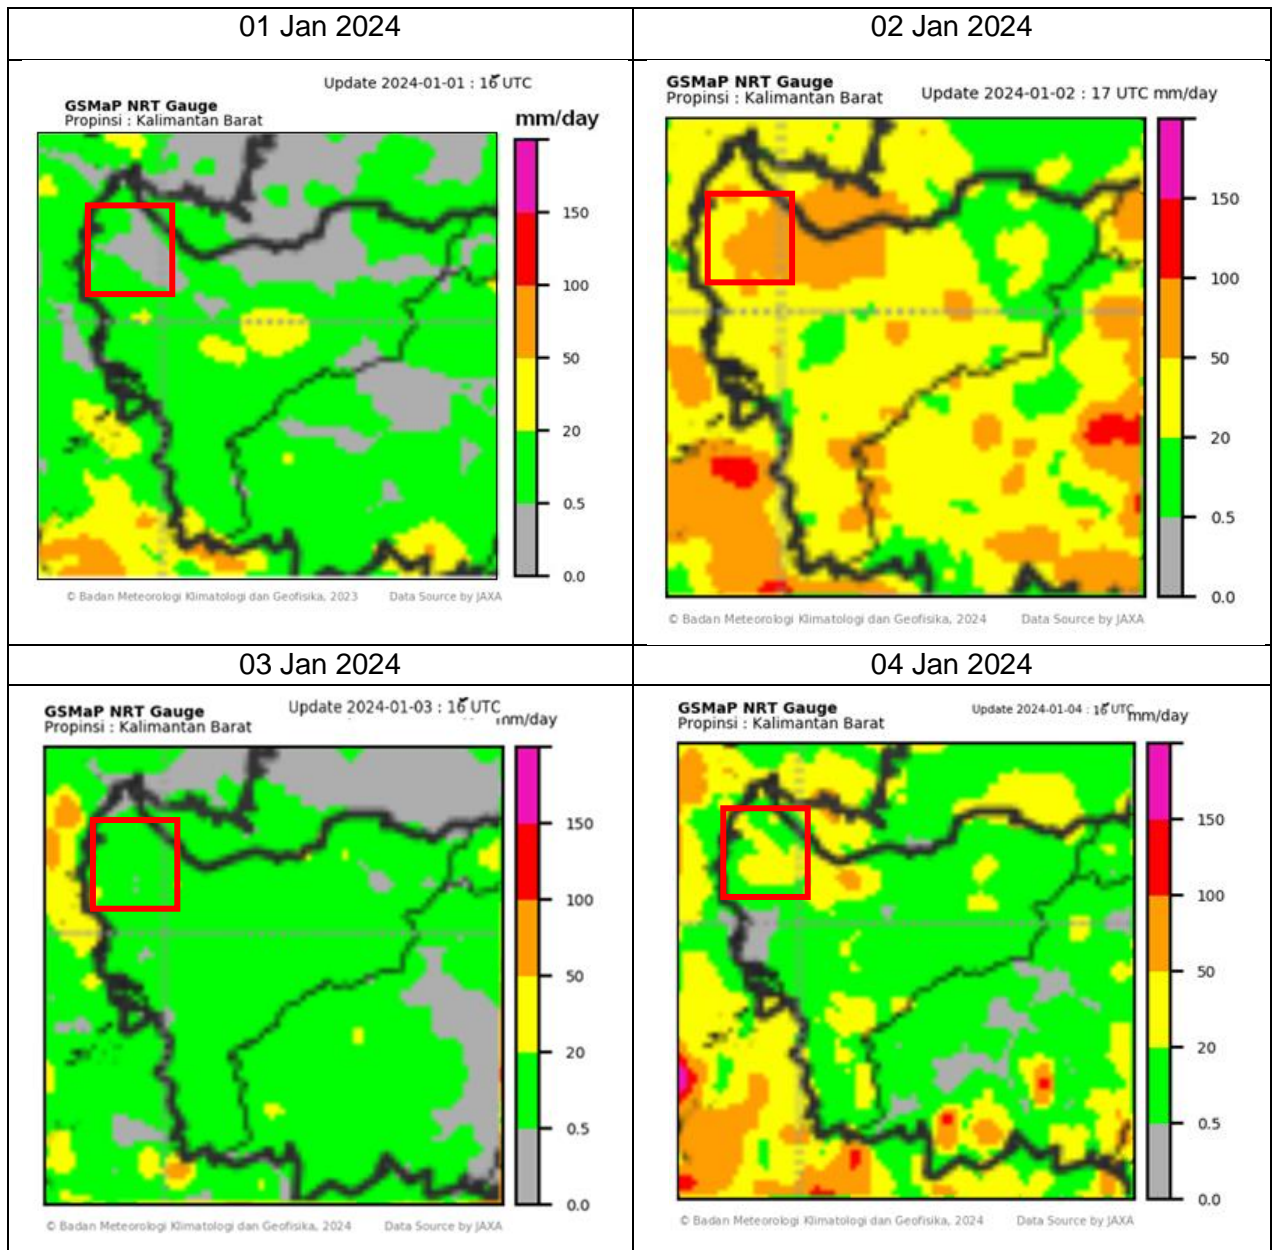 01 Jan 2024
02 Jan 2024
Update 2024-01-01 : 16 UTC
GSMaP NRT Gauge
Propinsi : Kalimantan Barat
mm/day
150
100
50
20
0.5
0.0
© Badan Meteorologi Klimatologi dan Geofisika, 2023
Data Source by JAXA
GSMaP NRT Gauge
Propinsi : Kalimantan Barat
Update 2024-01-02 : 17 UTC mm/day
150
100
50
20
0.5
0.0
© Badan Meteorologi Klimatologi dan Geofisika, 2024
Data Source by JAXA
03 Jan 2024
04 Jan 2024
GSMaP NRT Gauge
Propinsi : Kalimantan Barat
Update 2024-01-03 : 16 UTC
mm/day
150
100
50
20
0.5
0.0
© Badan Meteorologi Klimatologi dan Geofisika, 2024
Data Source by JAXA
GSMaP NRT Gauge
Propinsi : Kalimantan Barat
Update 2024-01-04 : 16 UTC
mm/day
150
100
50
20
0.5
0.0
© Badan Meteorologi Klimatologi dan Geofisika, 2024
Data Source by JAXA